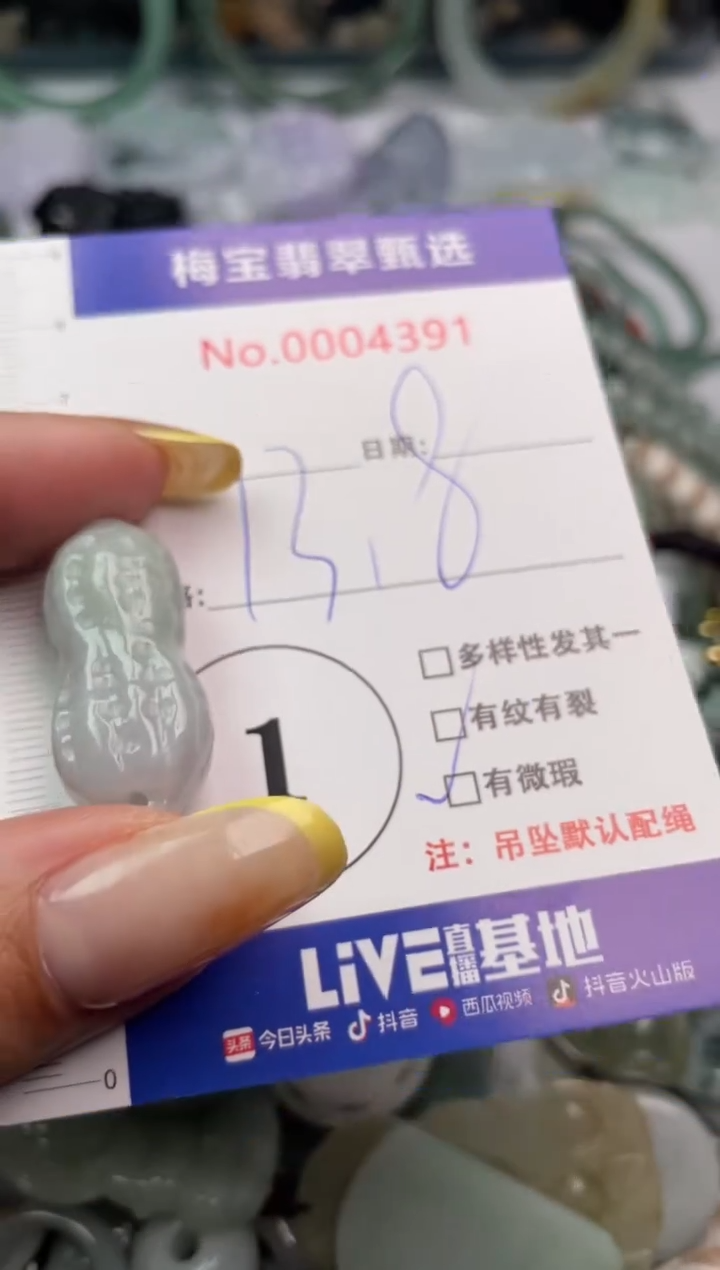 梅宝翡翠甄选
No.0004391
日期:
13.8
格:
1
多样性发其一
有纹有裂
有微瑕
注：吊坠默认配绳
LiVE直播基地
头条 今日头条 抖音 西瓜视频 抖音火山版
0